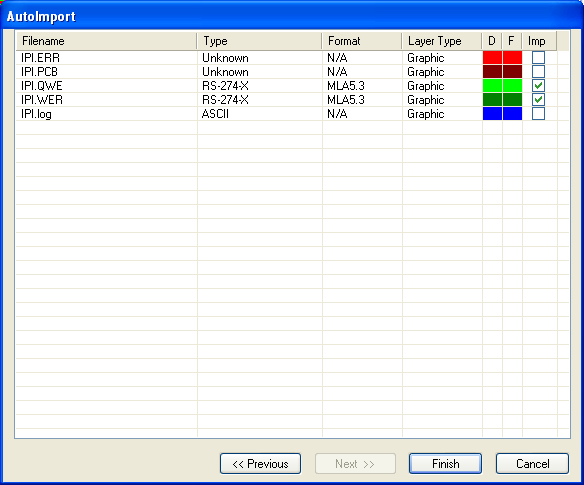 AutoImport
Filename Type Format Layer Type D F Imp
IPI.ERR Unknown N/A Graphic
IPI.PCB Unknown N/A Graphic
IPI.QWE RS-274-X MLA5.3 Graphic
IPI.WER RS-274-X MLA5.3 Graphic
IPI.log ASCII N/A Graphic
<< Previous Next >> Finish Cancel